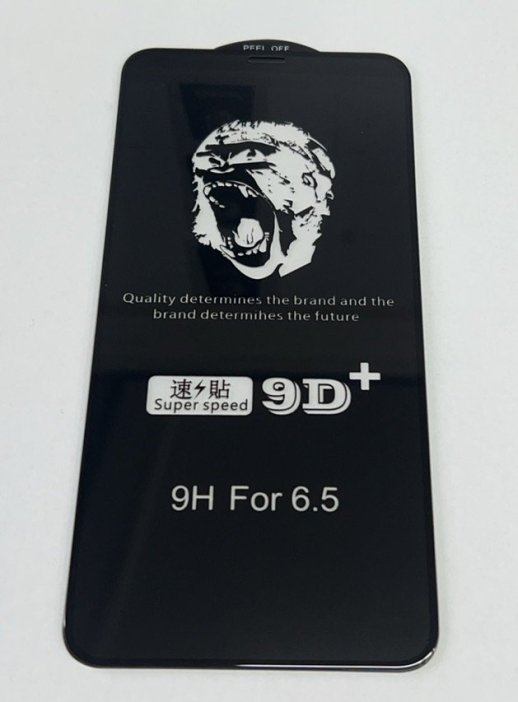 PEEL OFF
Quality determines the brand and the
brand determihes the future
速⚡貼
Super speed
9D+
9H For 6.5